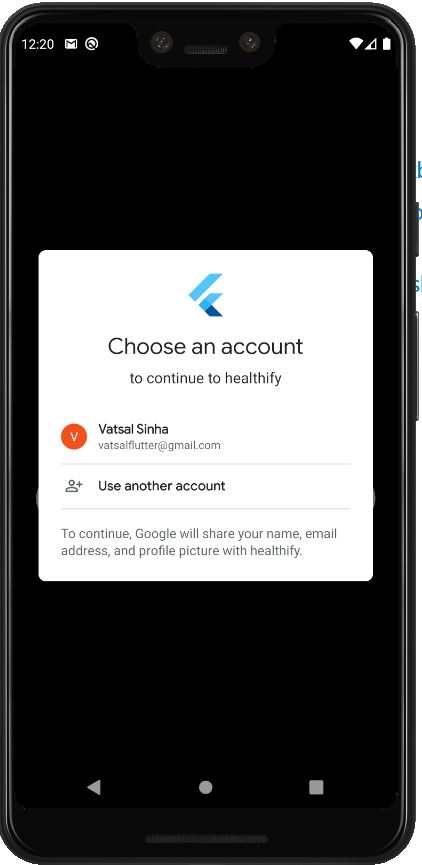 12:20
Choose an account
to continue to healthify
V
Vatsal Sinha
vatsalflutter@gmail.com
Use another account
To continue, Google will share your name, email
address, and profile picture with healthify.